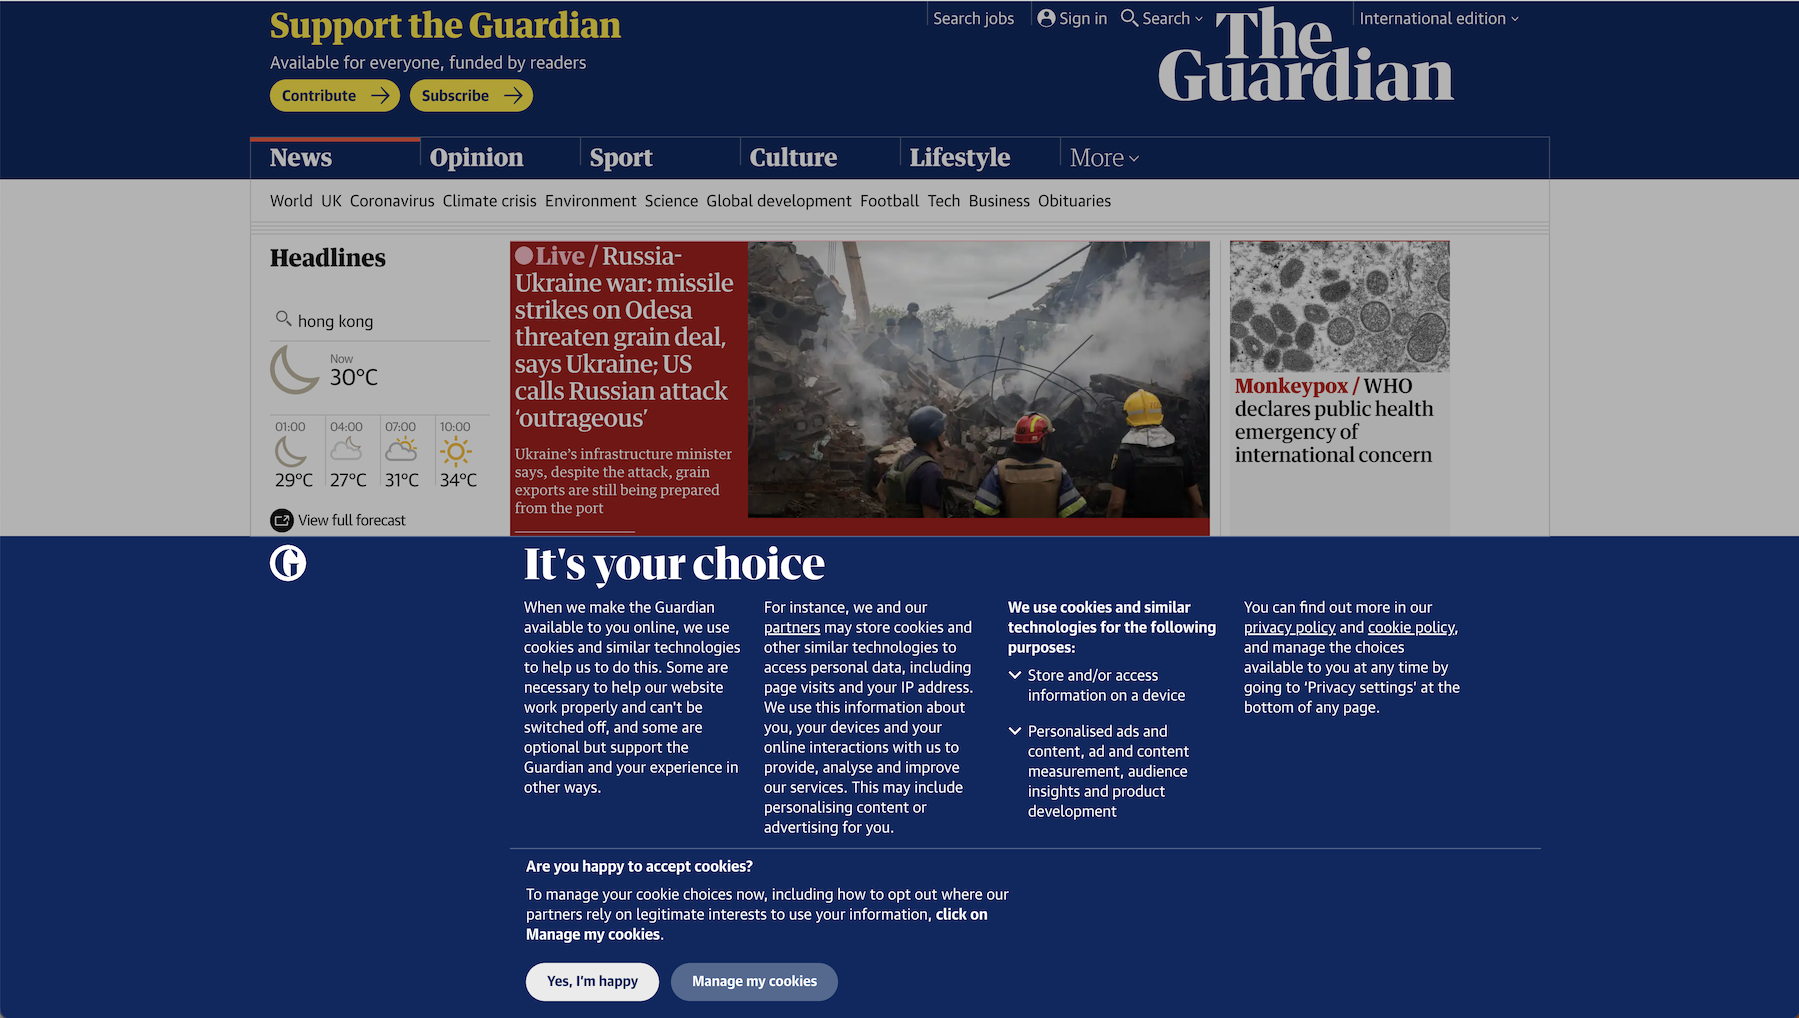 Support the Guardian
Available for everyone, funded by readers
Contribute
Subscribe
Search jobs
Sign in
Search
International edition
The
Guardian
News
Opinion
Sport
Culture
Lifestyle
More
World UK Coronavirus Climate crisis Environment Science Global development Football Tech Business Obituaries
Headlines
hong kong
Now
30°C
01:00
29°C
04:00
27°C
07:00
31°C
10:00
34°C
View full forecast
Live / Russia-
Ukraine war: missile
strikes on Odesa
threaten grain deal,
says Ukraine; US
calls Russian attack
‘outrageous’
Ukraine’s infrastructure minister
says, despite the attack, grain
exports are still being prepared
from the port
Monkeypox / WHO
declares public health
emergency of
international concern
G
It's your choice
When we make the Guardian
available to you online, we use
cookies and similar technologies
to help us to do this. Some are
necessary to help our website
work properly and can't be
switched off, and some are
optional but support the
Guardian and your experience in
other ways.
For instance, we and our
partners may store cookies and
other similar technologies to
access personal data, including
page visits and your IP address.
We use this information about
you, your devices and your
online interactions with us to
provide, analyse and improve
our services. This may include
personalising content or
advertising for you.
We use cookies and similar
technologies for the following
purposes:
Store and/or access
information on a device
Personalised ads and
content, ad and content
measurement, audience
insights and product
development
You can find out more in our
privacy policy and cookie policy,
and manage the choices
available to you at any time by
going to 'Privacy settings' at the
bottom of any page.
Are you happy to accept cookies?
To manage your cookie choices now, including how to opt out where our
partners rely on legitimate interests to use your information, click on
Manage my cookies.
Yes, I’m happy
Manage my cookies